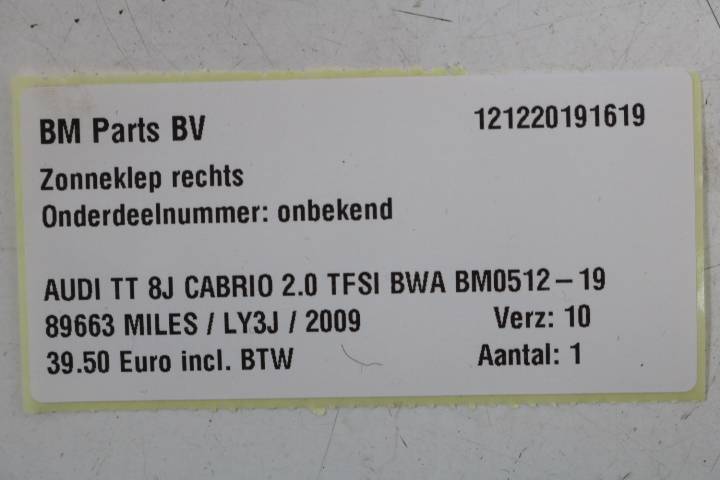 BM Parts BV 121220191619
Zonneklep rechts
Onderdeelnummer: onbekend
AUDI TT 8J CABRIO 2.0 TFSI BWA BM0512-19
89663 MILES / LY3J / 2009 Verz: 10
39.50 Euro incl. BTW Aantal: 1